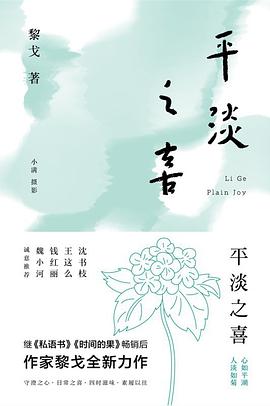 黎戈 著
平淡之喜
小满 摄影
Li Ge
Plain Joy
沈书枝
王这么
钱红丽
魏小河
诚意推荐
平淡之喜
心如平湖
人淡如菊
继《私语书》《时间的果》畅销后
作家黎戈全新力作
守澄之心·日常之喜·四时滋味·素履以往